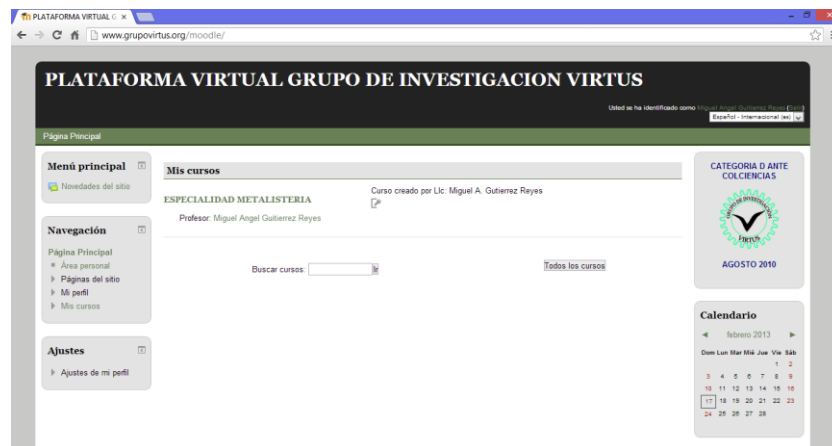 PLATAFORMA VIRTUAL G
www.grupovirtus.org/moodle/
PLATAFORMA VIRTUAL GRUPO DE INVESTIGACION VIRTUS
Usted se ha identificado como Miguel Angel Guitierrez Reyes (Salir)
Español - Internacional (es)
Página Principal
Menú principal
Novedades del sitio
Navegación
Página Principal
Área personal
Páginas del sitio
Mi perfil
Mis cursos
Ajustes
Ajustes de mi perfil
Mis cursos
ESPECIALIDAD METALISTERIA
Profesor: Miguel Angel Guitierrez Reyes
Curso creado por LIc: Miguel A. Gutierrez Reyes
Buscar cursos: Ir
Todos los cursos
CATEGORIA D ANTE
COLCIENCIAS
GRUPO DE INVESTIGACIÓN
VIRTUS
AGOSTO 2010
Calendario
febrero 2013
Dom Lun Mar Mié Jue Vie Sáb
1 2
3 4 5 6 7 8 9
10 11 12 13 14 15 16
17 18 19 20 21 22 23
24 25 26 27 28